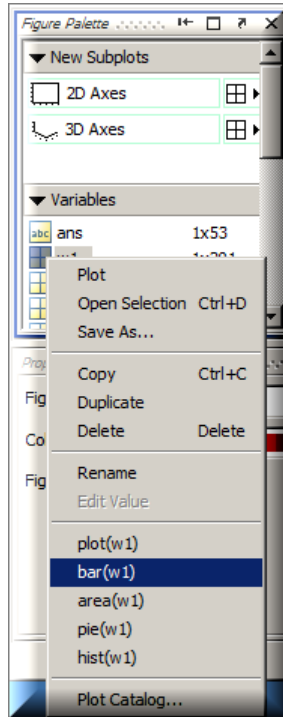 Figure Palette
New Subplots
2D Axes
3D Axes
Variables
abc ans 1x53
Plot
Open Selection Ctrl+D
Save As...
Copy Ctrl+C
Duplicate
Delete Delete
Rename
Edit Value
plot(w1)
bar(w1)
area(w1)
pie(w1)
hist(w1)
Plot Catalog...